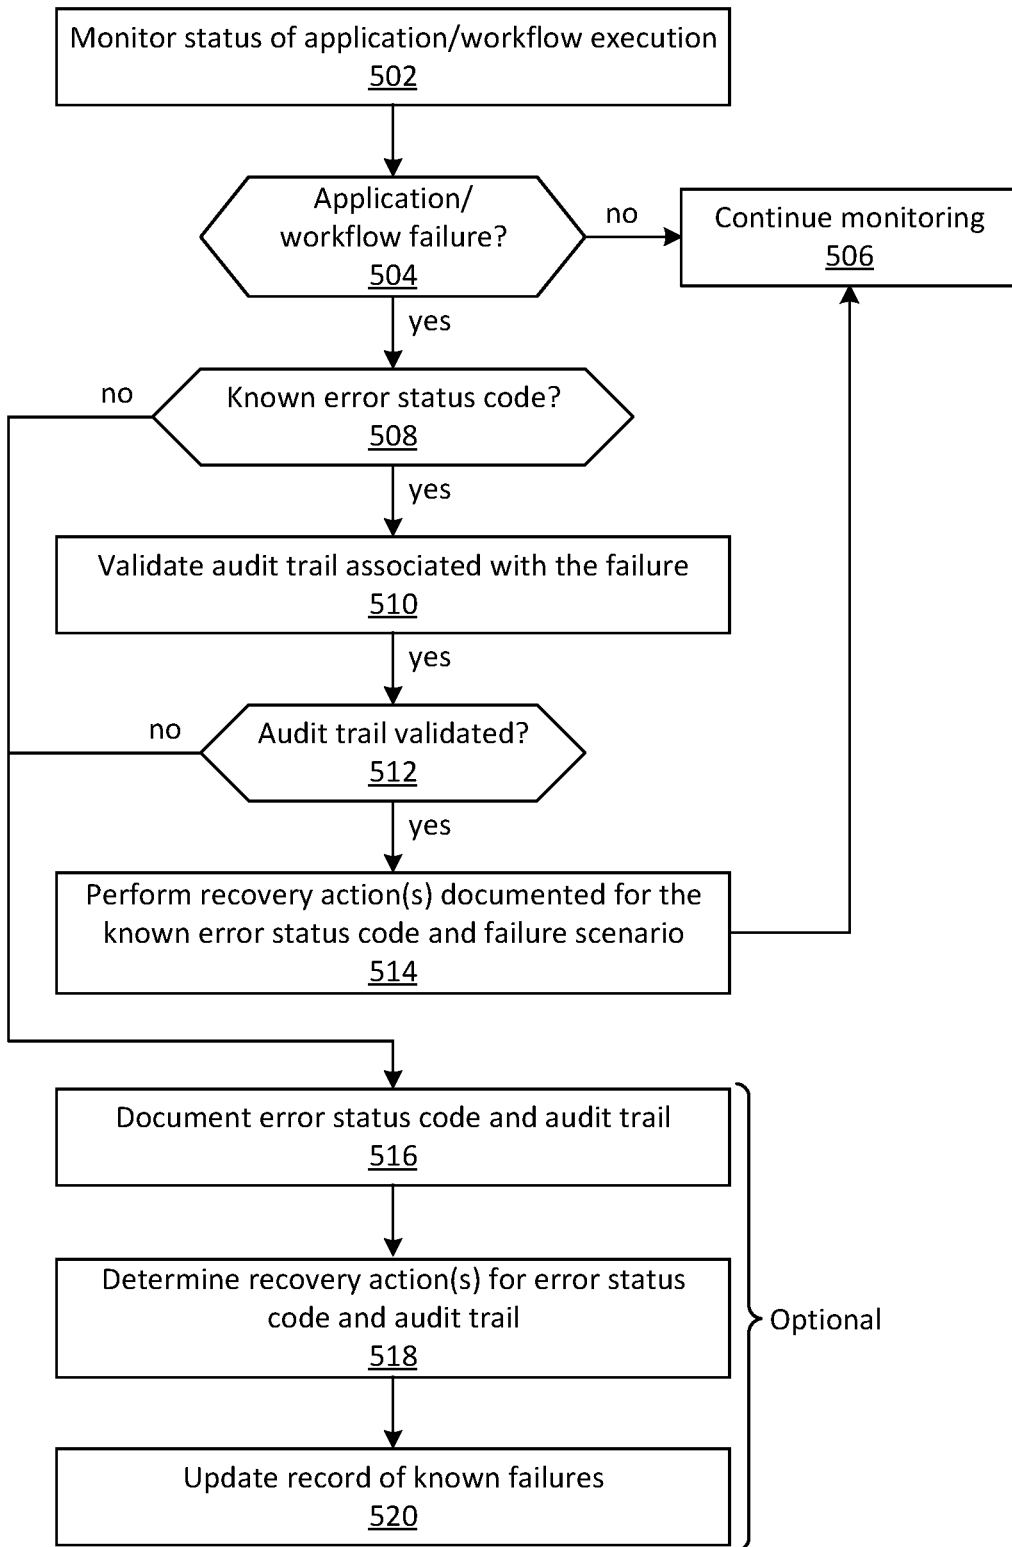 Monitor status of application/workflow execution
502
Application/
workflow failure?
504
no
Continue monitoring
506
yes
no
Known error status code?
508
yes
Validate audit trail associated with the failure
510
yes
no
Audit trail validated?
512
yes
Perform recovery action(s) documented for the
known error status code and failure scenario
514
Document error status code and audit trail
516
Determine recovery action(s) for error status
code and audit trail
518
Optional
Update record of known failures
520